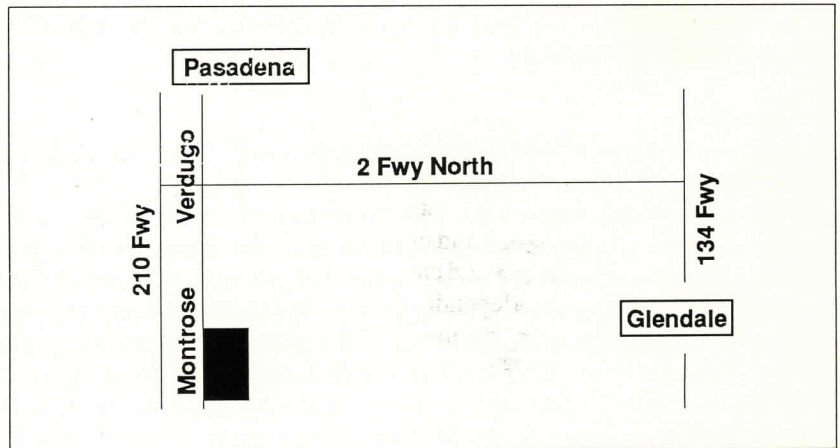 Pasadena
Verdugo
2 Fwy North
210 Fwy
134 Fwy
Montrose
Glendale